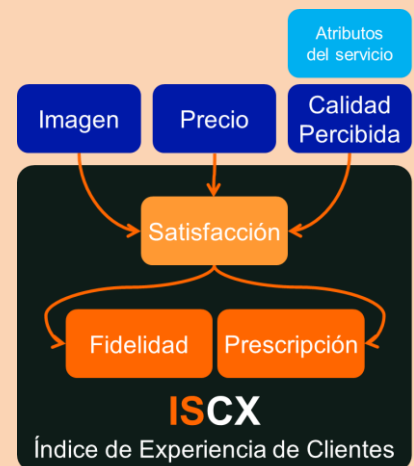 Atributos
del servicio
Imagen
Precio
Calidad
Percibida
Satisfacción
Fidelidad
Prescripción
ISCX
Índice de Experiencia de Clientes